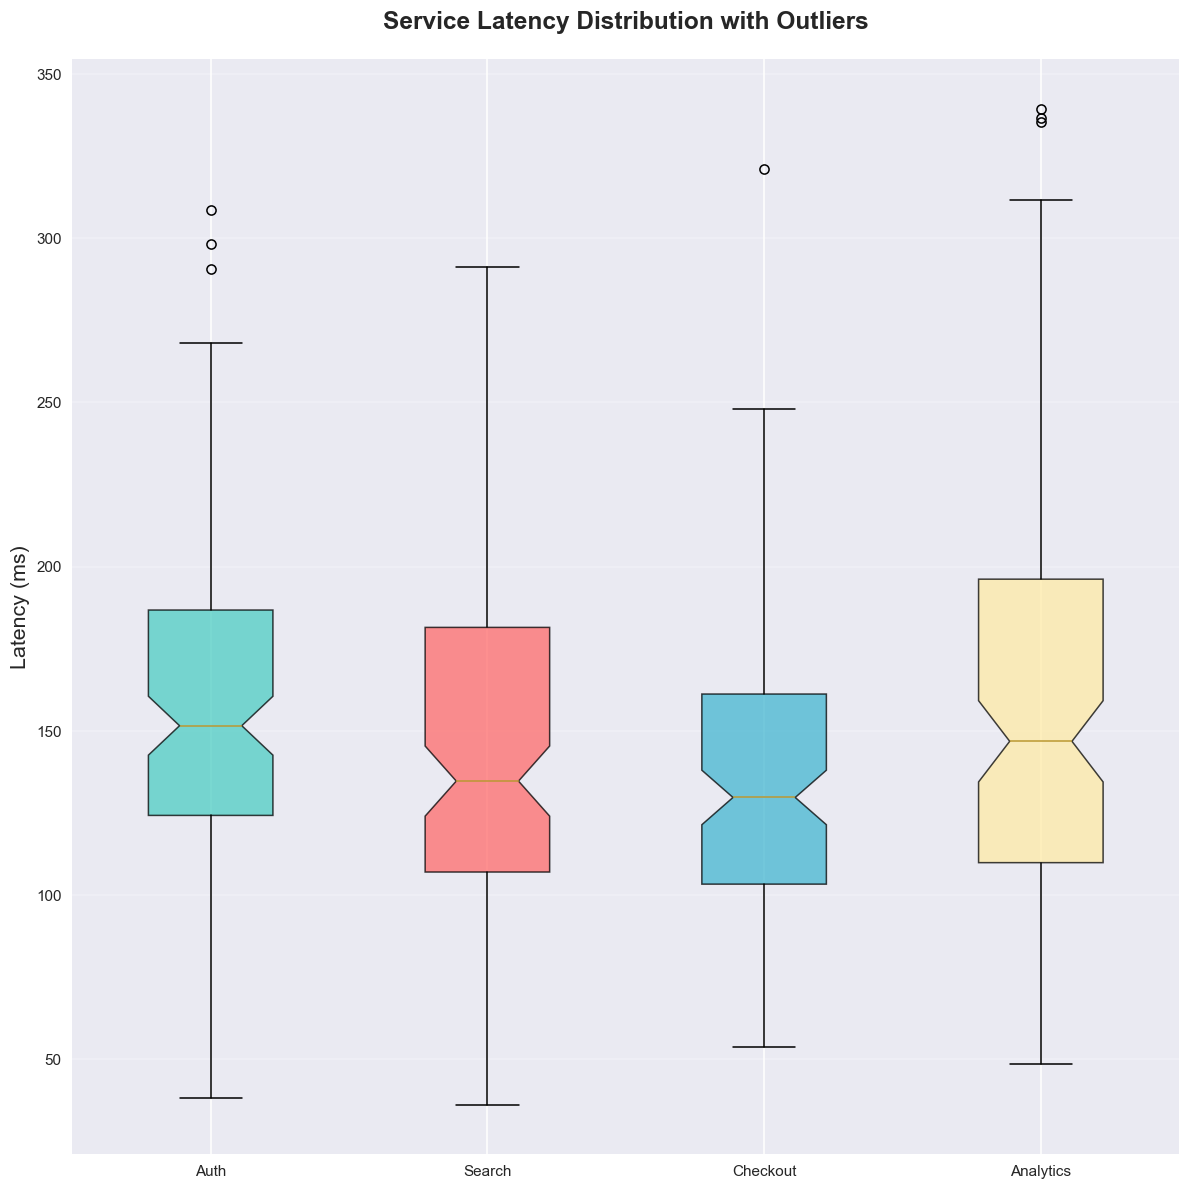 Service Latency Distribution with Outliers
350
300
250
200
150
100
50
Latency (ms)
Auth
Search
Checkout
Analytics